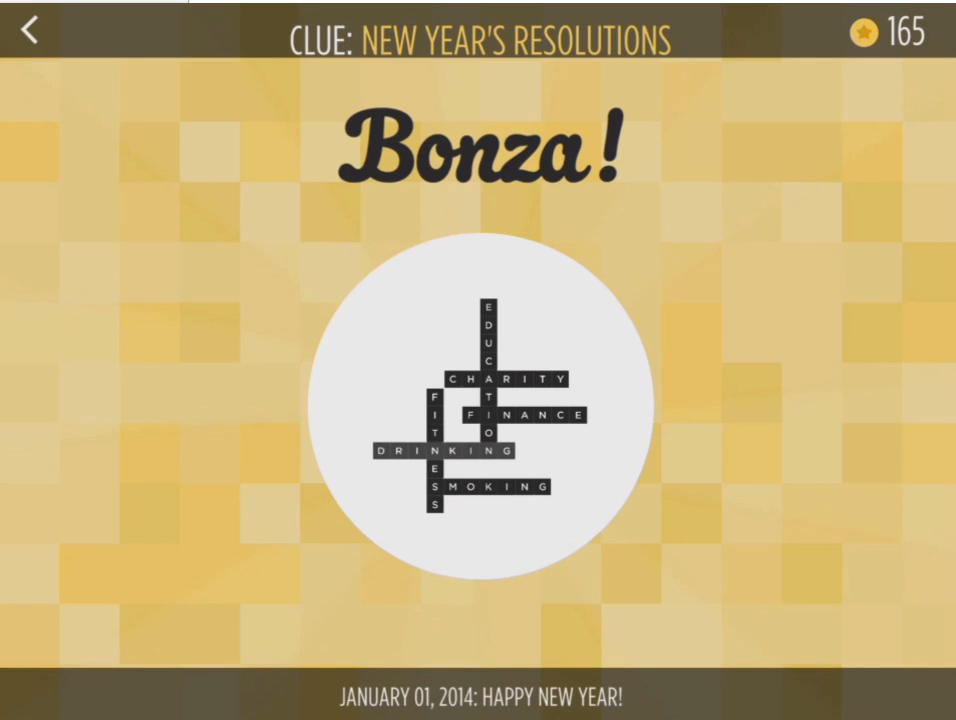 CLUE: NEW YEAR'S RESOLUTIONS
165
Bonza!
EDUCATION
CHARITY
FITNESS
FINANCE
DRINKING
SMOKING
JANUARY 01, 2014: HAPPY NEW YEAR!